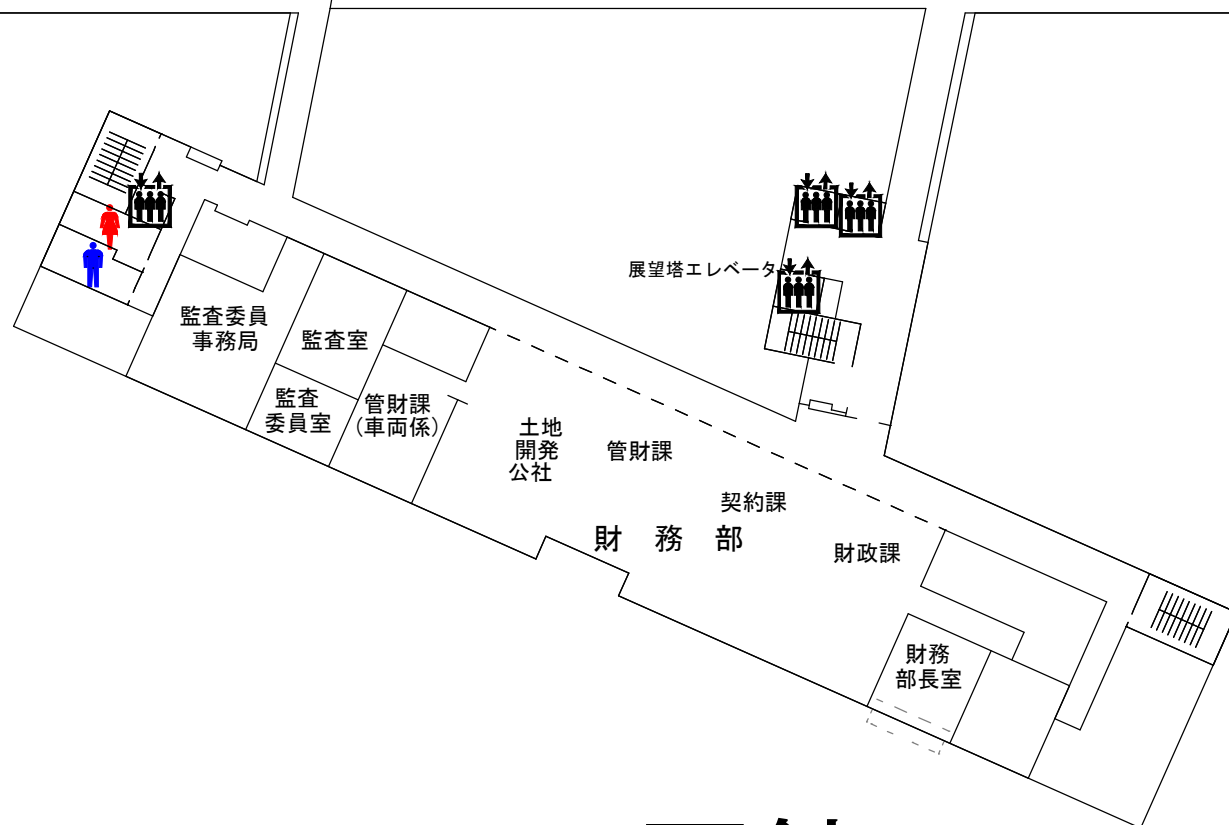 展望塔エレベータ
監査委員
事務局
監査室
監査
委員室
管財課
（車両係）
土地
開発
公社
管財課
契約課
財　務　部
財政課
財務
部長室